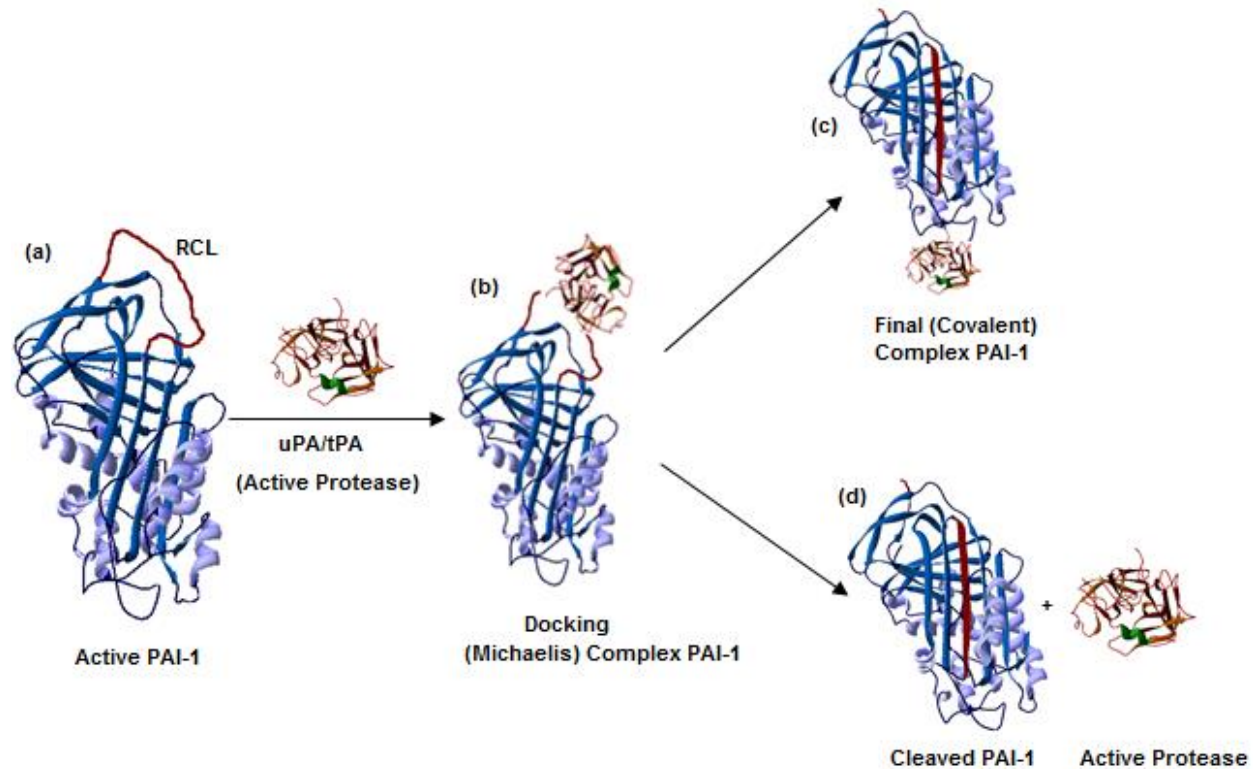 (a)
RCL
uPA/tPA
(Active Protease)
Active PAI-1
(b)
Docking
(Michaelis) Complex PAI-1
(c)
Final (Covalent)
Complex PAI-1
(d)
+
Cleaved PAI-1
Active Protease